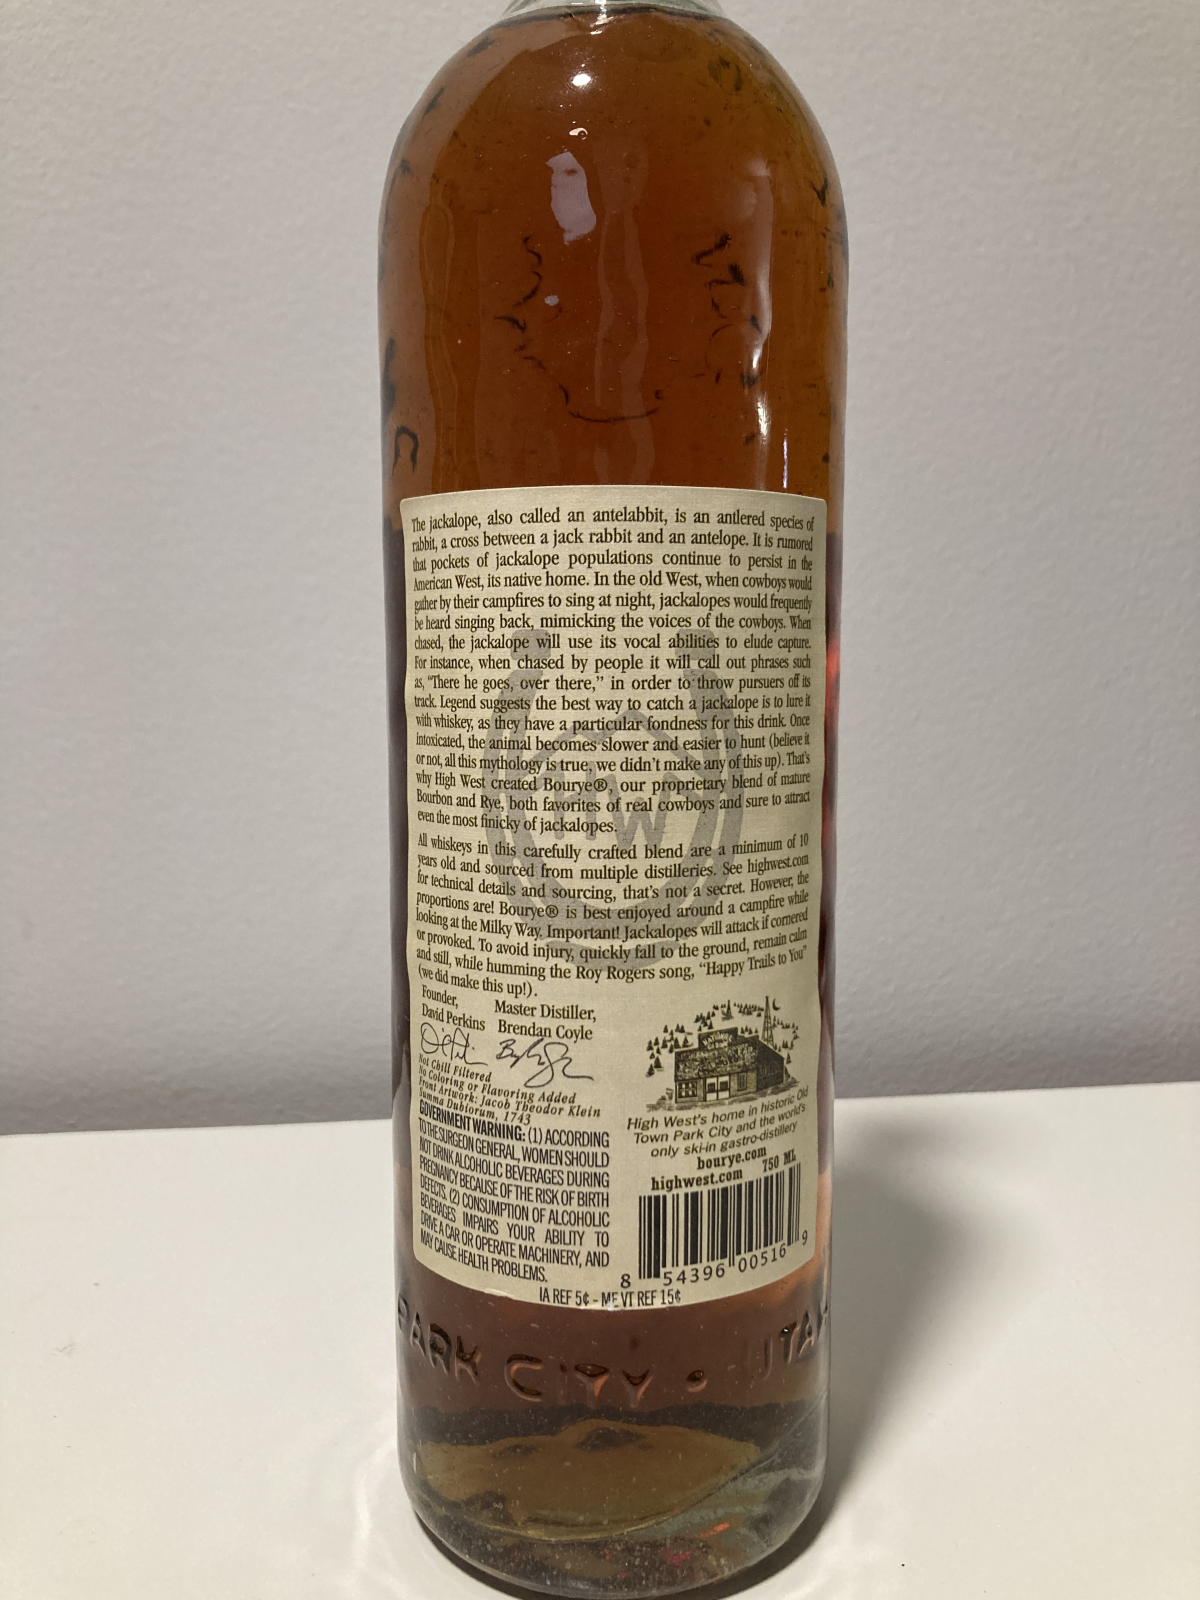 The jackalope, also called an antelabbit, is an antlered species of
rabbit, a cross between a jack rabbit and an antelope. It is rumored
that pockets of jackalope populations continue to persist in the
American West, its native home. In the old West, when cowboys would
gather by their campfires to sing at night, jackalopes would frequently
be heard singing back, mimicking the voices of the cowboys. When
chased, the jackalope will use its vocal abilities to elude capture.
For instance, when chased by people it will call out phrases such
as, "There he goes, over there," in order to throw pursuers off its
track. Legend suggests the best way to catch a jackalope is to lure it
with whiskey, as they have a particular fondness for this drink. Once
intoxicated, the animal becomes slower and easier to hunt (believe it
or not, all this mythology is true, we didn't make any of this up). That's
why High West created Bourye®, our proprietary blend of mature
Bourbon and Rye, both favorites of real cowboys and sure to attract
even the most finicky of jackalopes.
HW
All whiskeys in this carefully crafted blend are a minimum of 10
years old and sourced from multiple distilleries. See highwest.com
for technical details and sourcing, that's not a secret. However, the
proportions are! Bourye® is best enjoyed around a campfire while
looking at the Milky Way. Important! Jackalopes will attack if cornered
or provoked. To avoid injury, quickly fall to the ground, remain calm
and still, while humming the Roy Rogers song, "Happy Trails to You"
(we did make this up!).
Founder,
David Perkins
Master Distiller,
Brendan Coyle
Not Chill Filtered
No Coloring or Flavoring Added
Front Artwork: Jacob Theodor Klein
Summa Dubiorum, 1743
GOVERNMENT WARNING: (1) ACCORDING
TO THE SURGEON GENERAL, WOMEN SHOULD
NOT DRINK ALCOHOLIC BEVERAGES DURING
PREGNANCY BECAUSE OF THE RISK OF BIRTH
DEFECTS. (2) CONSUMPTION OF ALCOHOLIC
BEVERAGES IMPAIRS YOUR ABILITY TO
DRIVE A CAR OR OPERATE MACHINERY, AND
MAY CAUSE HEALTH PROBLEMS.
High West's home in historic Old
Town Park City and the world's
only ski-in gastro-distillery
bourye.com
highwest.com 750 ML
8 54396 00516 9
IA REF 5¢ - ME VT REF 15¢
PARK CITY • UTAH